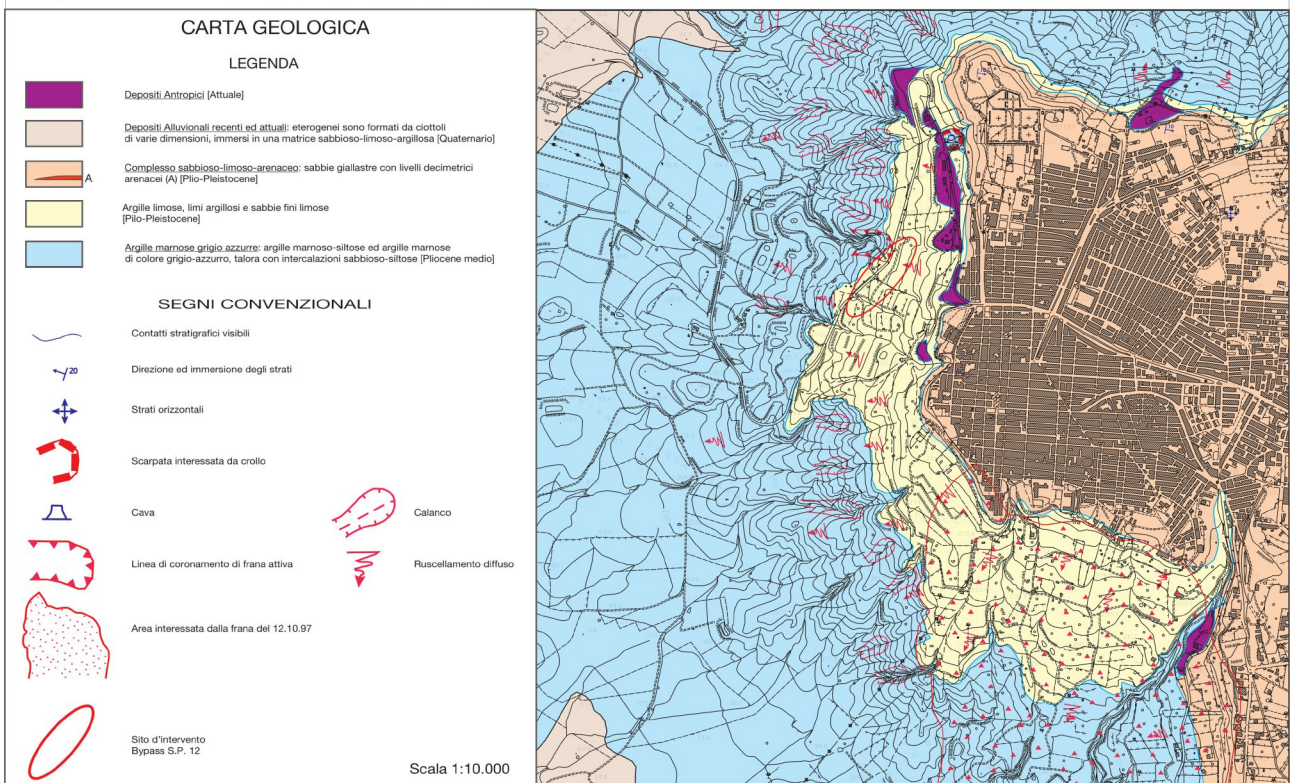 CARTA GEOLOGICA
LEGENDA
Depositi Antropici [Attuale]
Depositi Alluvionali recenti ed attuali: eterogenei sono formati da ciottoli
di varie dimensioni, immersi in una matrice sabbioso-limoso-argillosa [Quaternario]
A
Complesso sabbioso-limoso-arenaceo: sabbie giallastre con livelli decimetrici
arenacei (A) [Plio-Pleistocene]
Argille limose, limi argillosi e sabbie fini limose
[Pilo-Pleistocene]
Argille marnose grigio azzurre: argille marnoso-siltose ed argille marnose
di colore grigio-azzurro, talora con intercalazioni sabbioso-siltose [Pliocene medio]
SEGNI CONVENZIONALI
Contatti stratigrafici visibili
20
Direzione ed immersione degli strati
Strati orizzontali
Scarpata interessata da crollo
Cava
Calanco
Linea di coronamento di frana attiva
Ruscellamento diffuso
Area interessata dalla frana del 12.10.97
Sito d'intervento
Bypass S.P. 12
Scala 1:10.000